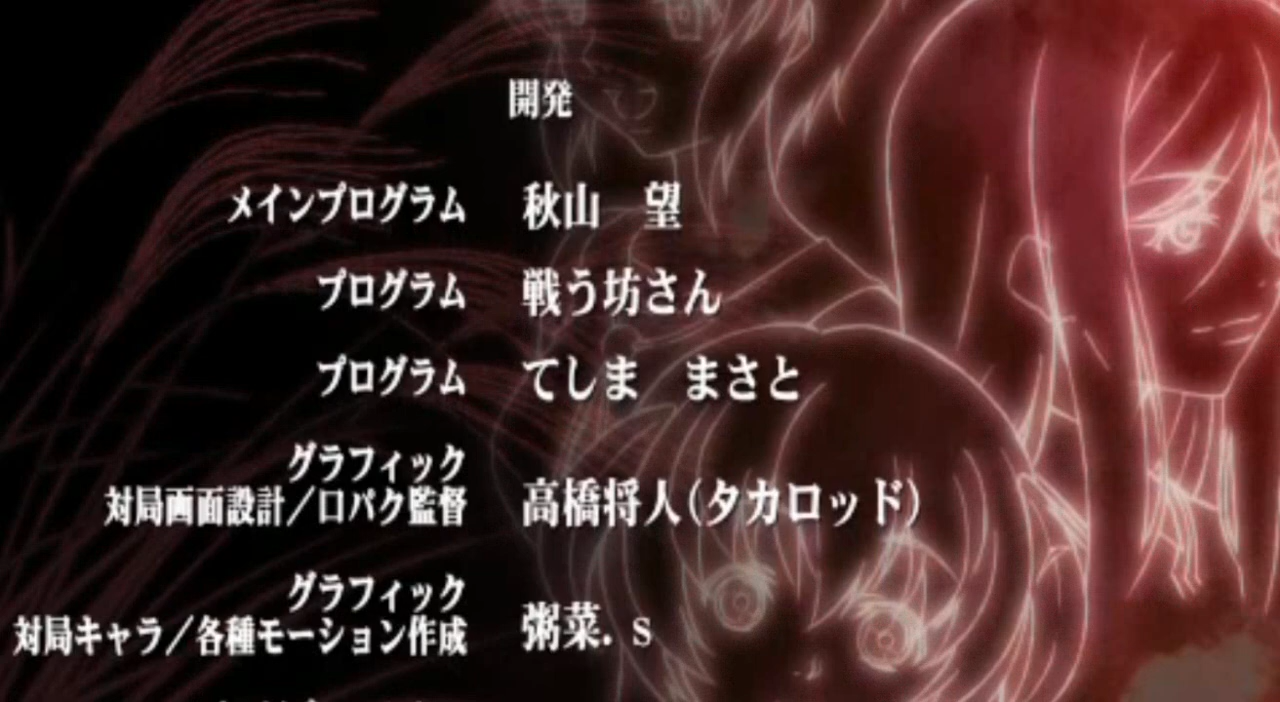 開発
メインプログラム 秋山 望
プログラム 戦う坊さん
プログラム てしま まさと
グラフィック
対局画面設計／口パク監督 高橋将人(タカロッド)
グラフィック
対局キャラ／各種モーション作成 粥菜. s